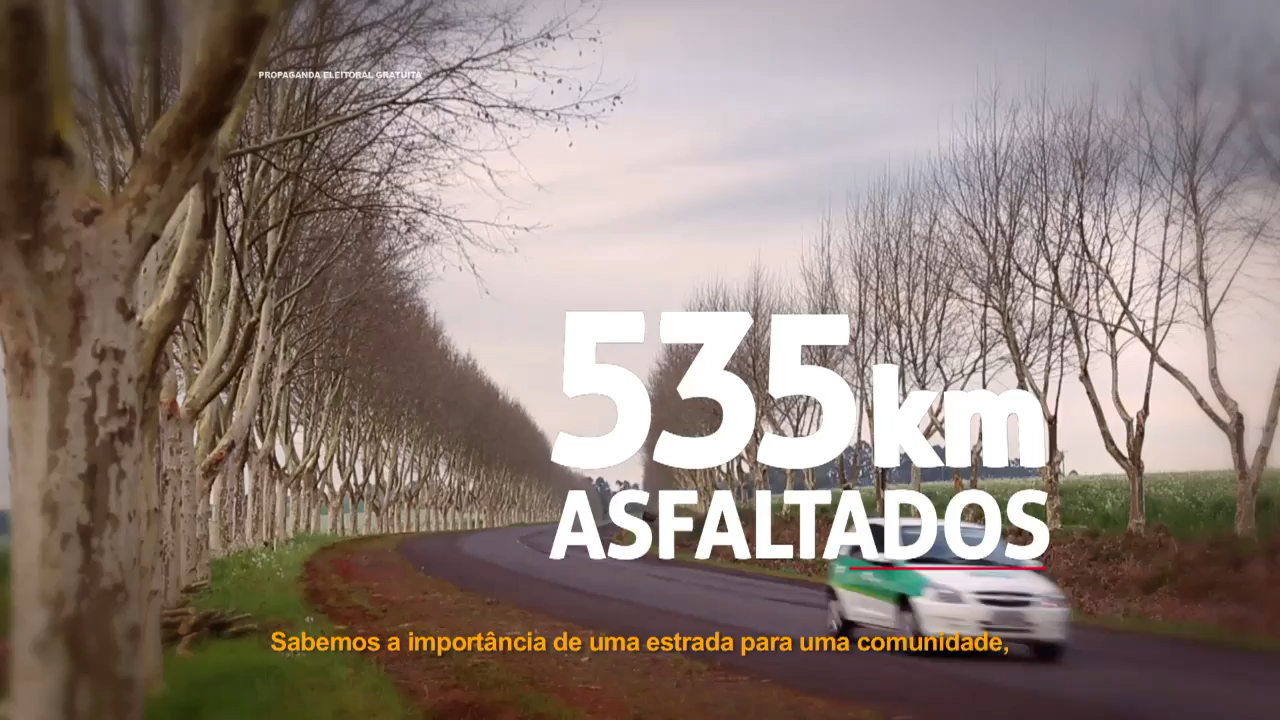 PROPAGANDA ELEITORAL GRATUITA
535km
ASFALTADOS
Sabemos a importância de uma estrada para uma comunidade,